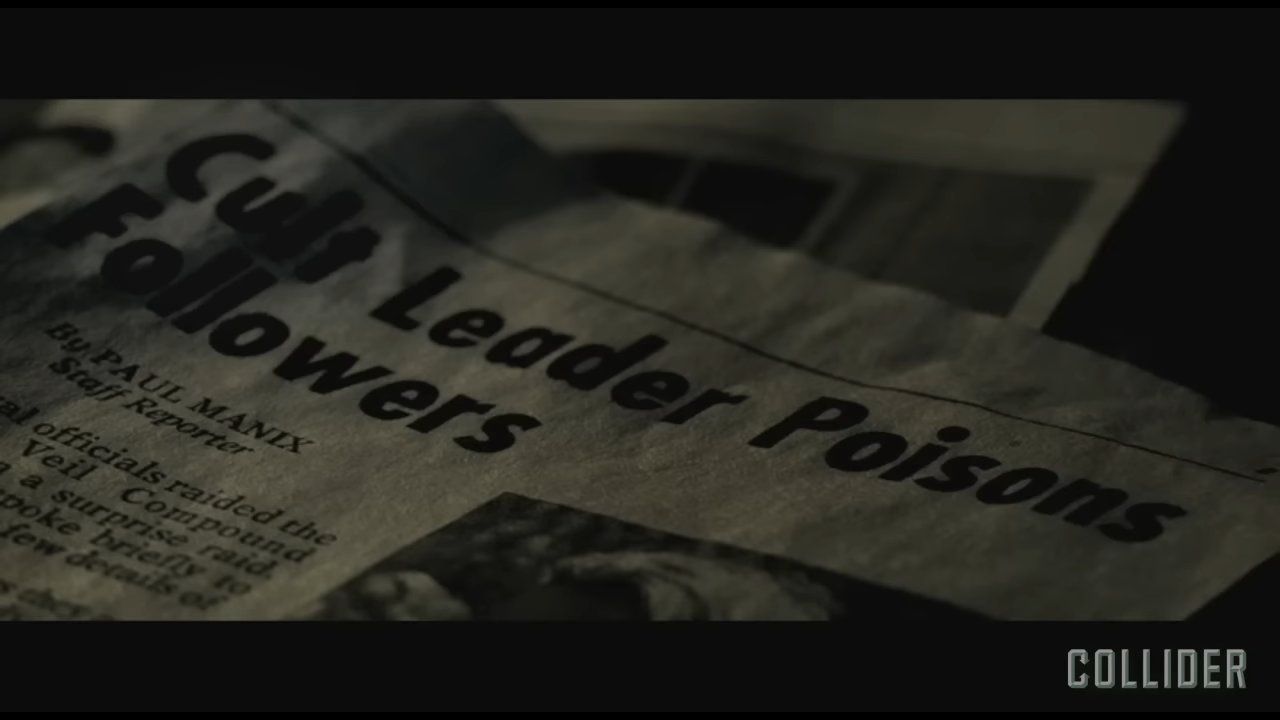 Cult Leader Poisons
Followers
By PAUL MANIX
Staff Reporter
officials raided the
Veil Compound
a surprise raid.
spoke briefly to
few details of
they
COLLIDER